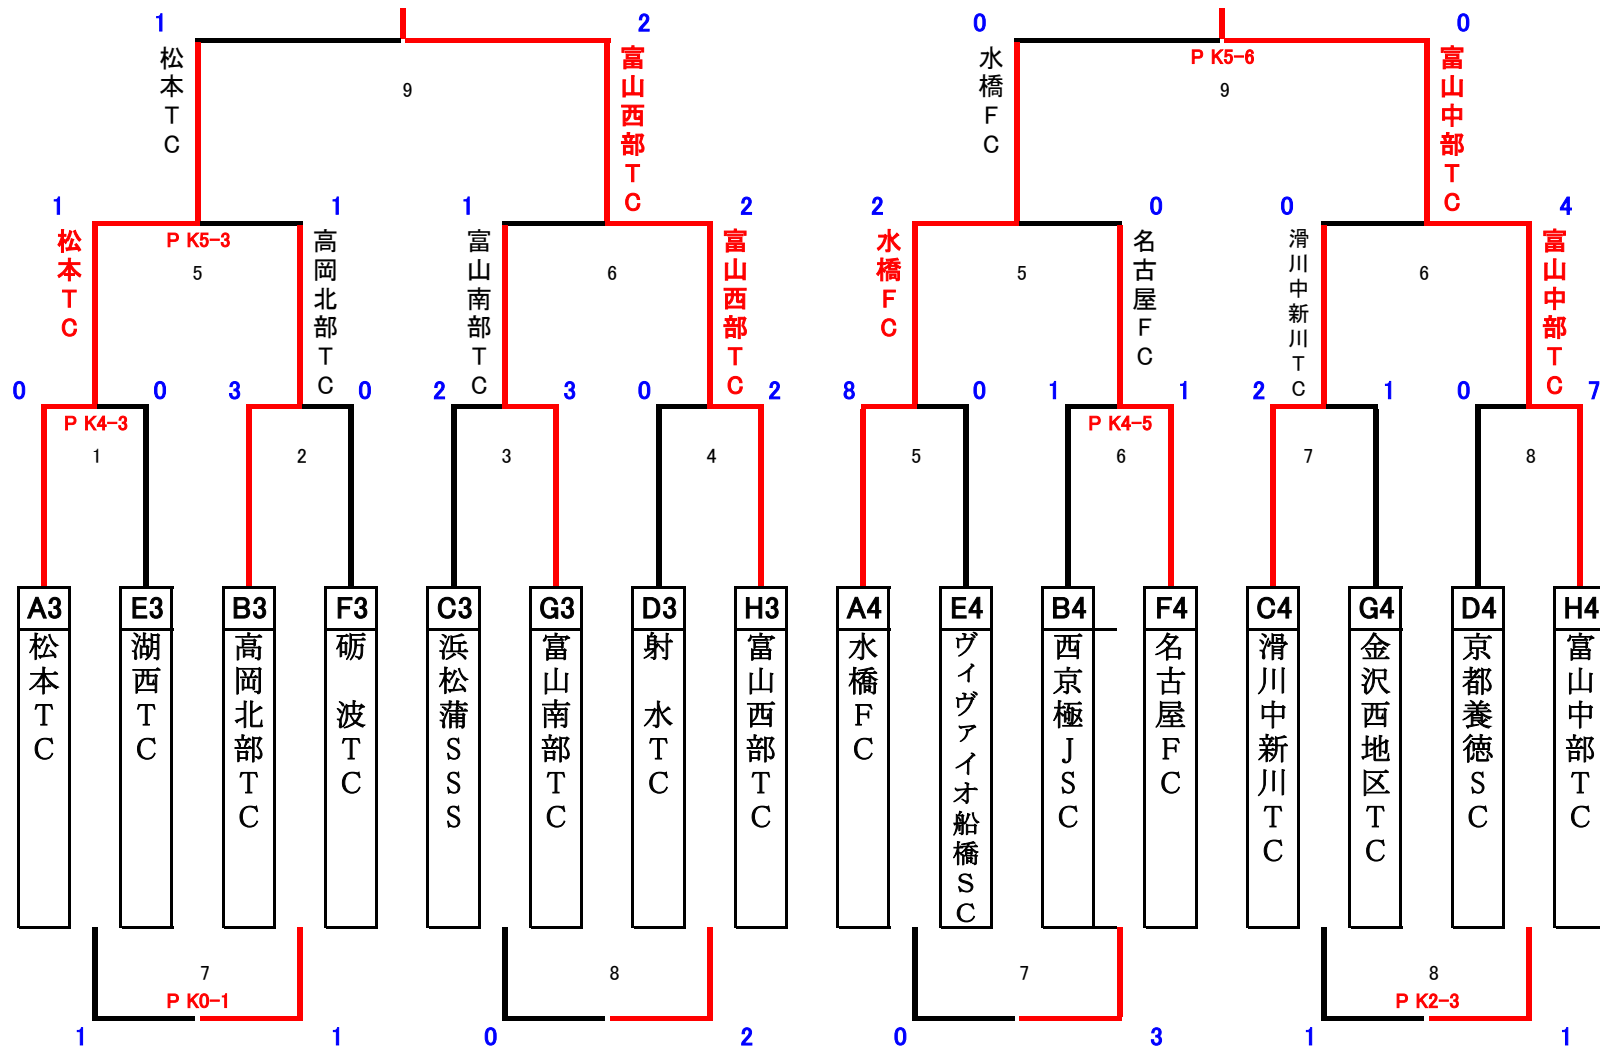 1 2 0 0
松本TC
富山西部TC
水橋FC
富山中部TC
P K5-6
9 9
1 1 1 2 2 0 0 4
松本TC
P K5-3
高岡北部TC
富山南部TC
富山西部TC
水橋FC
名古屋FC
滑川中新川TC
富山中部TC
5 6 5 6
0 0 3 0 2 3 0 2 8 0 1 1 2 1 0 7
P K4-3
P K4-5
1 2 3 4 5 6 7 8
A3 E3 B3 F3 C3 G3 D3 H3 A4 E4 B4 F4 C4 G4 D4 H4
松本TC
湖西TC
高岡北部TC
砺 波TC
浜松蒲SSS
富山南部TC
射 水TC
富山西部TC
水橋FC
ヴィヴァイオ船橋SC
西京極JSC
名古屋FC
滑川中新川TC
金沢西地区TC
京都養徳SC
富山中部TC
7 8 7 8
P K0-1
P K2-3
1 1 0 2 0 3 1 1